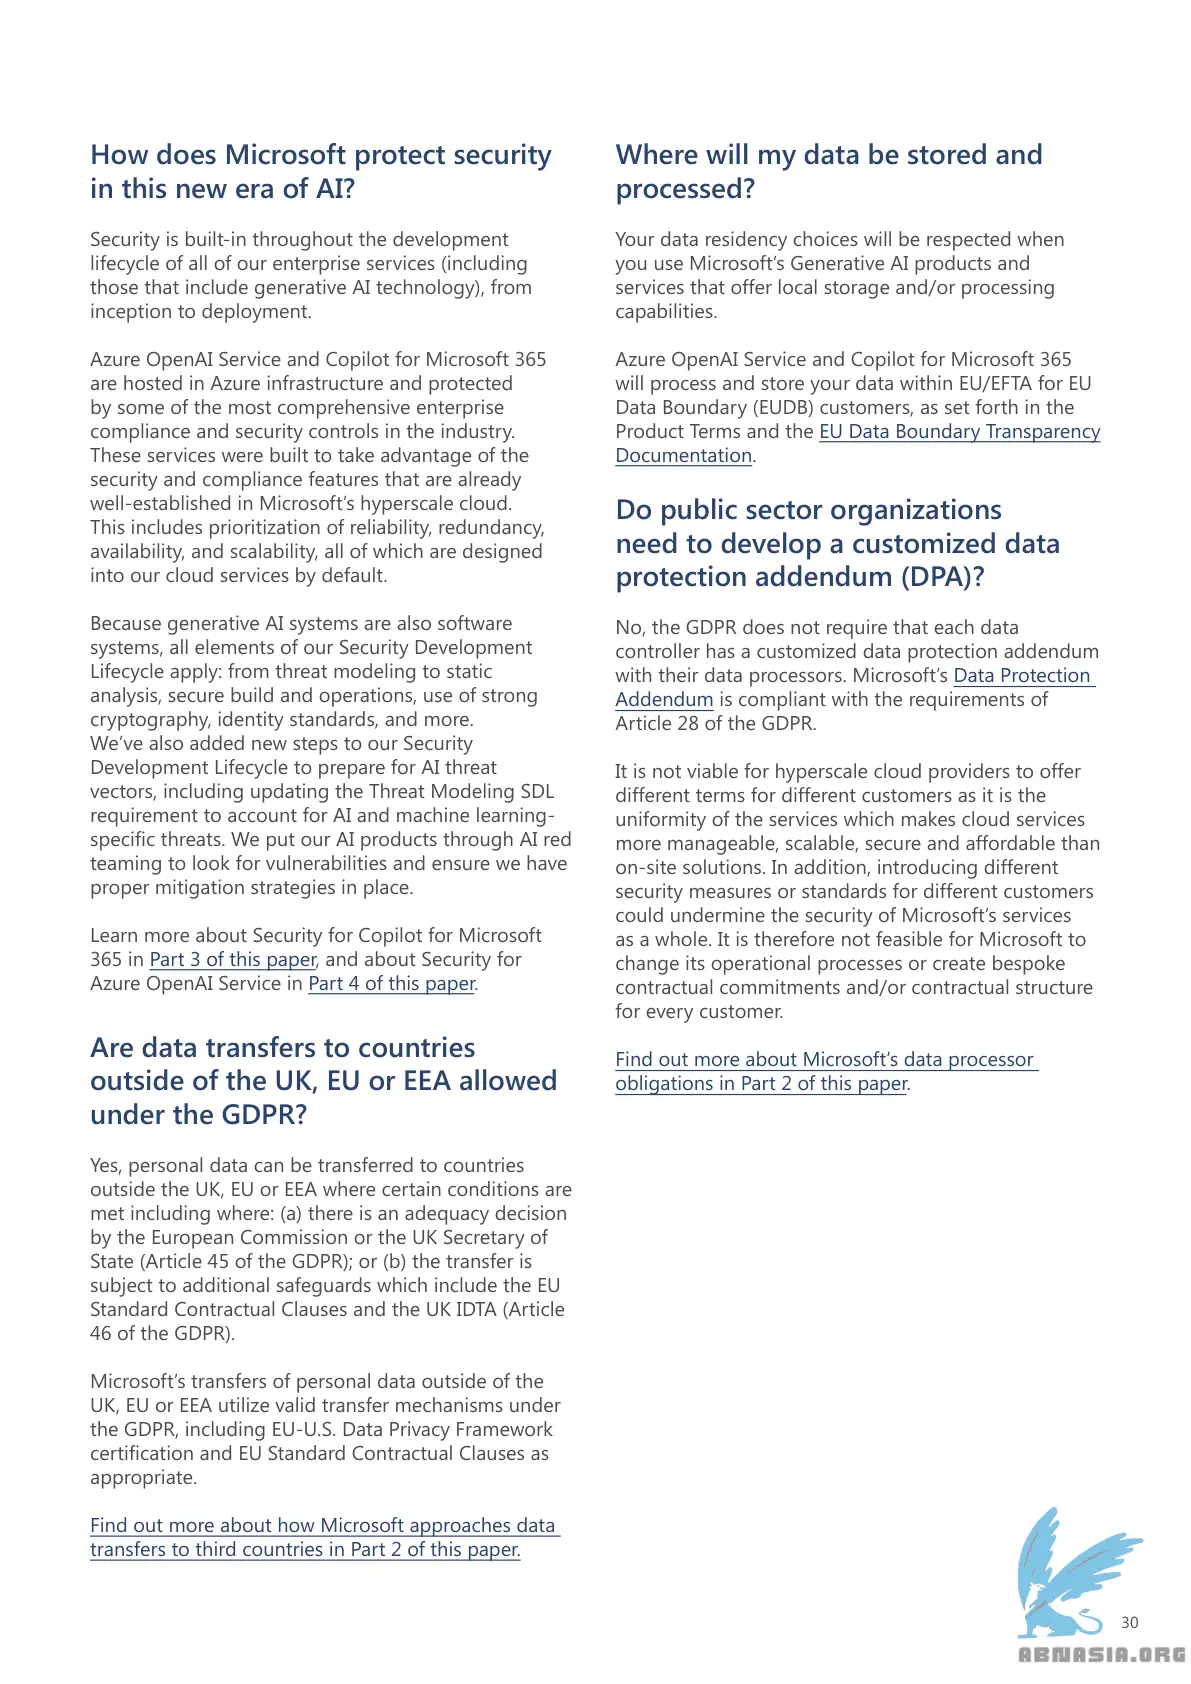 How does Microsoft protect security
in this new era of AI?
Security is built-in throughout the development
lifecycle of all of our enterprise services (including
those that include generative AI technology), from
inception to deployment.
Azure OpenAI Service and Copilot for Microsoft 365
are hosted in Azure infrastructure and protected
by some of the most comprehensive enterprise
compliance and security controls in the industry.
These services were built to take advantage of the
security and compliance features that are already
well-established in Microsoft's hyperscale cloud.
This includes prioritization of reliability, redundancy,
availability, and scalability, all of which are designed
into our cloud services by default.
Because generative AI systems are also software
systems, all elements of our Security Development
Lifecycle apply: from threat modeling to static
analysis, secure build and operations, use of strong
cryptography, identity standards, and more.
We've also added new steps to our Security
Development Lifecycle to prepare for AI threat
vectors, including updating the Threat Modeling SDL
requirement to account for AI and machine learning-
specific threats. We put our AI products through AI red
teaming to look for vulnerabilities and ensure we have
proper mitigation strategies in place.
Learn more about Security for Copilot for Microsoft
365 in Part 3 of this paper, and about Security for
Azure OpenAI Service in Part 4 of this paper.
Are data transfers to countries
outside of the UK, EU or EEA allowed
under the GDPR?
Yes, personal data can be transferred to countries
outside the UK, EU or EEA where certain conditions are
met including where: (a) there is an adequacy decision
by the European Commission or the UK Secretary of
State (Article 45 of the GDPR); or (b) the transfer is
subject to additional safeguards which include the EU
Standard Contractual Clauses and the UK IDTA (Article
46 of the GDPR).
Microsoft's transfers of personal data outside of the
UK, EU or EEA utilize valid transfer mechanisms under
the GDPR, including EU-U.S. Data Privacy Framework
certification and EU Standard Contractual Clauses as
appropriate.
Find out more about how Microsoft approaches data
transfers to third countries in Part 2 of this paper.
Where will my data be stored and
processed?
Your data residency choices will be respected when
you use Microsoft's Generative AI products and
services that offer local storage and/or processing
capabilities.
Azure OpenAI Service and Copilot for Microsoft 365
will process and store your data within EU/EFTA for EU
Data Boundary (EUDB) customers, as set forth in the
Product Terms and the EU Data Boundary Transparency
Documentation.
Do public sector organizations
need to develop a customized data
protection addendum (DPA)?
No, the GDPR does not require that each data
controller has a customized data protection addendum
with their data processors. Microsoft's Data Protection
Addendum is compliant with the requirements of
Article 28 of the GDPR.
It is not viable for hyperscale cloud providers to offer
different terms for different customers as it is the
uniformity of the services which makes cloud services
more manageable, scalable, secure and affordable than
on-site solutions. In addition, introducing different
security measures or standards for different customers
could undermine the security of Microsoft's services
as a whole. It is therefore not feasible for Microsoft to
change its operational processes or create bespoke
contractual commitments and/or contractual structure
for every customer.
Find out more about Microsoft's data processor
obligations in Part 2 of this paper.
30
ABNASIA.ORG